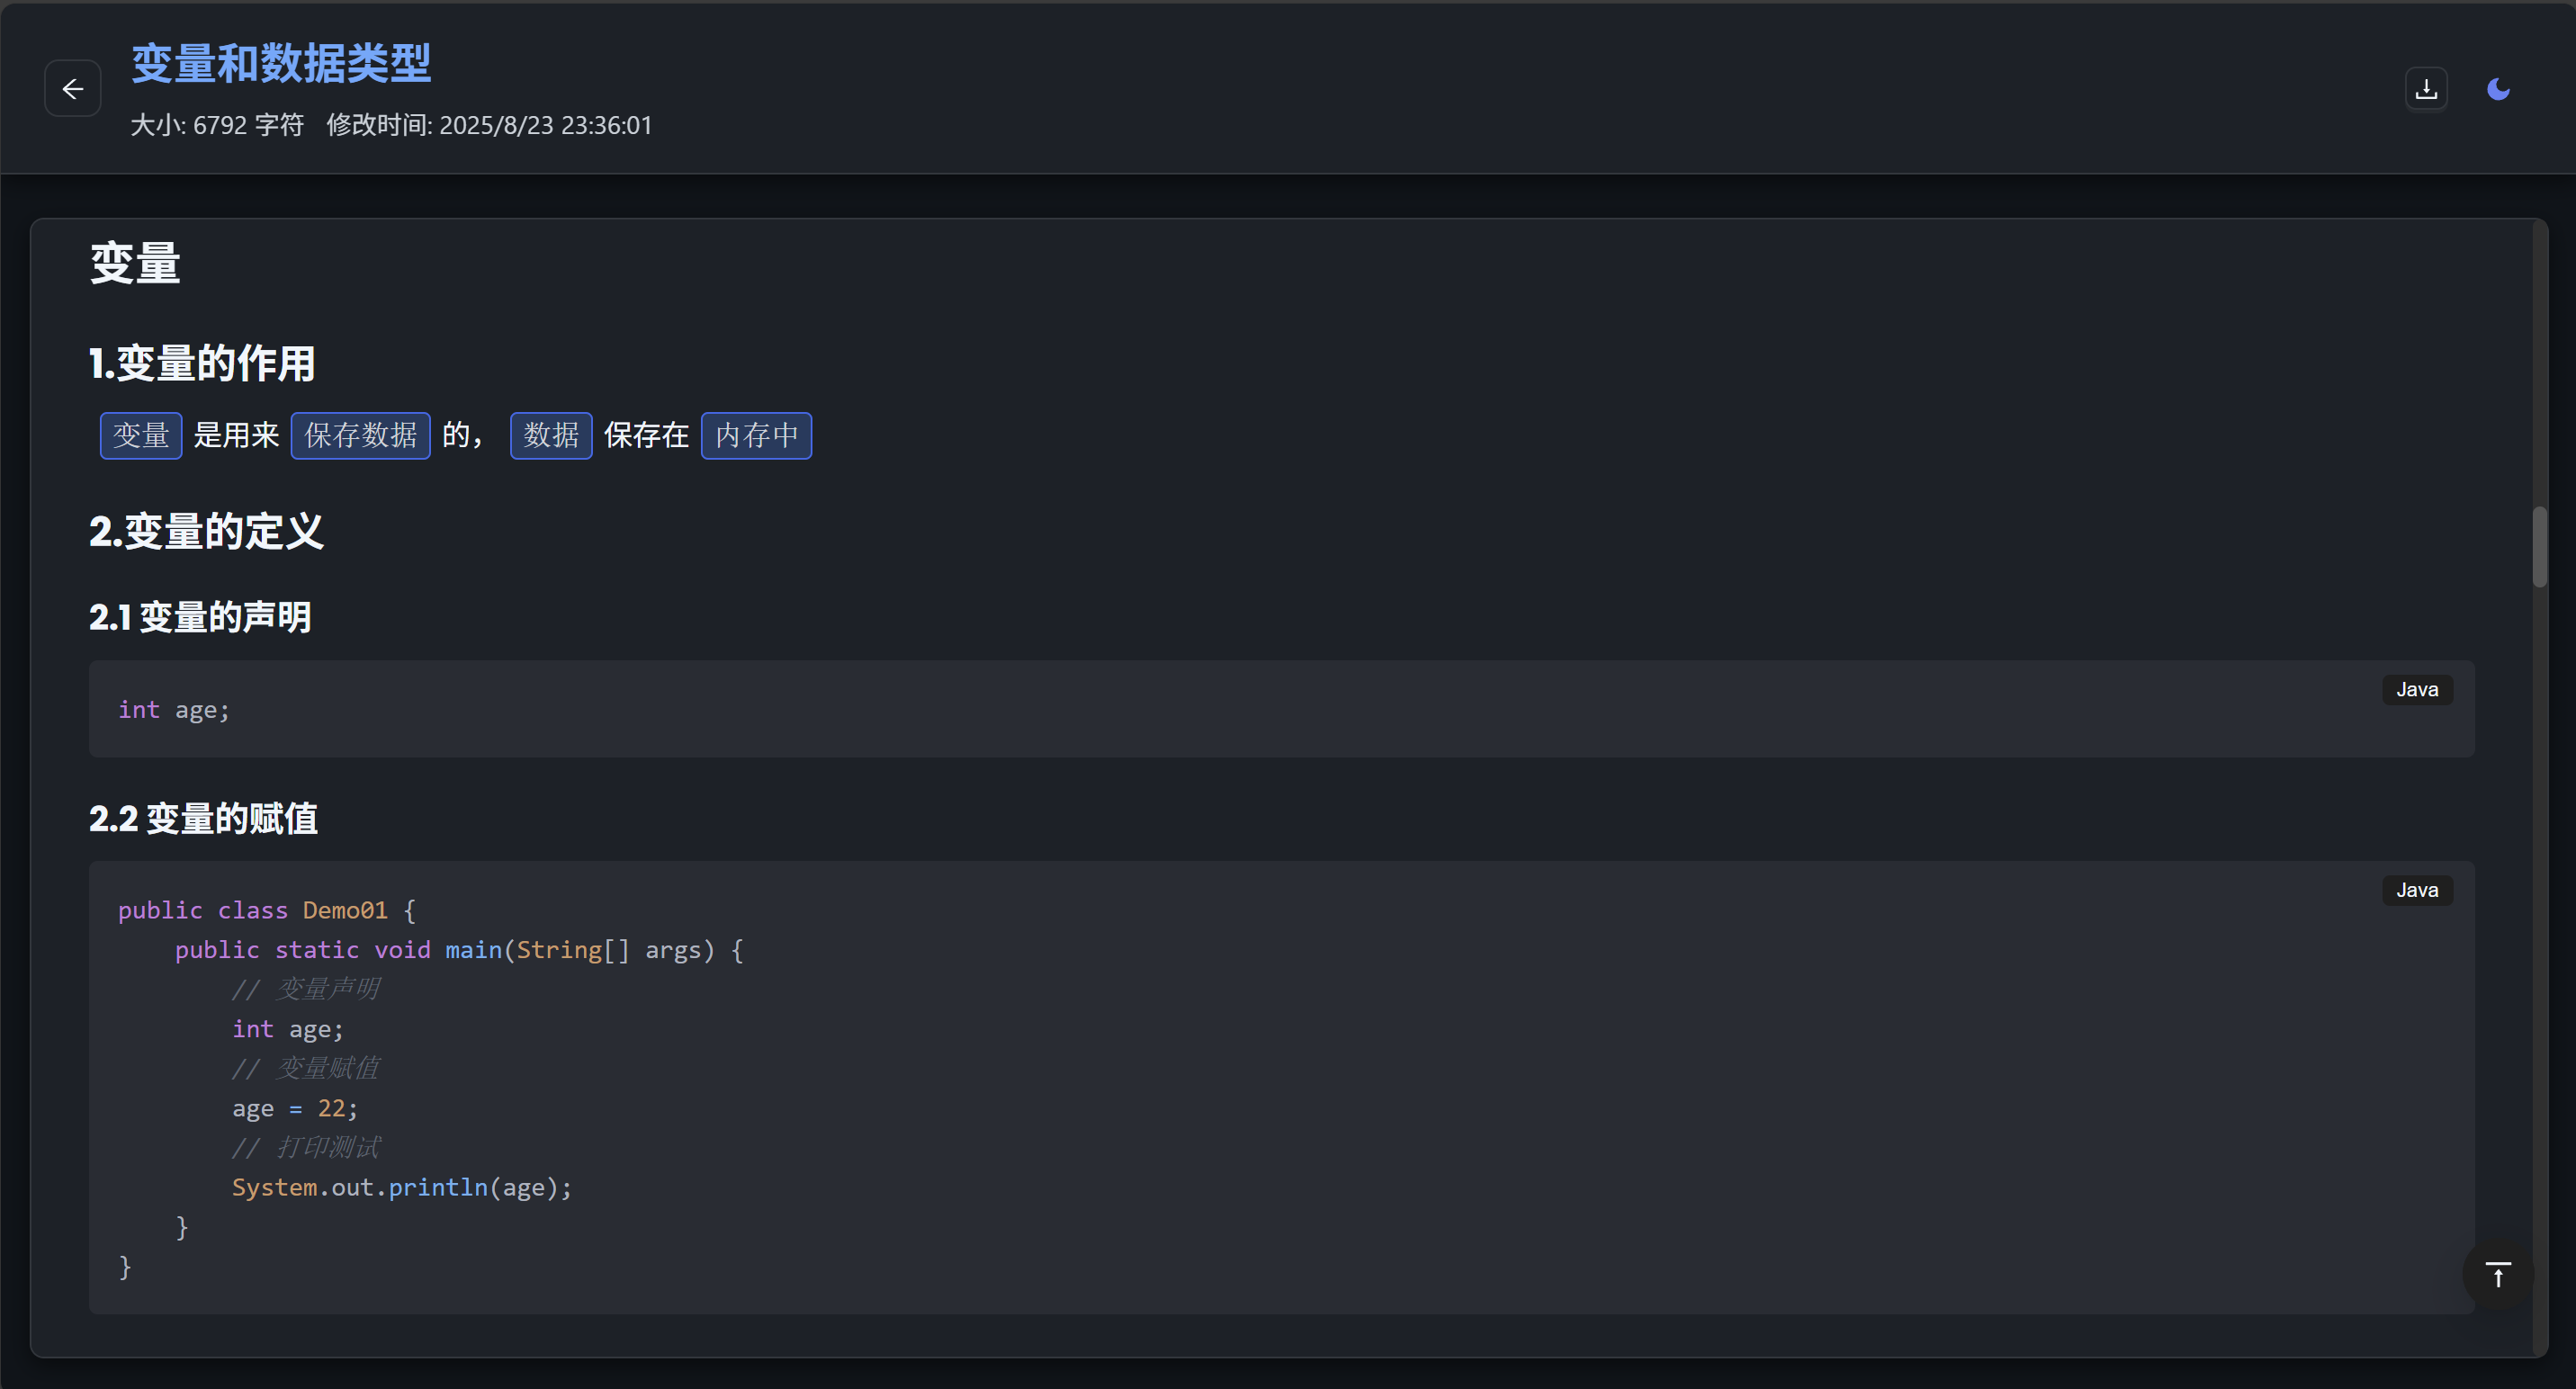 变量和数据类型
大小: 6792 字符 修改时间: 2025/8/23 23:36:01
变量
1.变量的作用
变量 是用来 保存数据 的， 数据 保存在 内存中
2.变量的定义
2.1 变量的声明
Java
int age;
2.2 变量的赋值
Java
public class Demo01 {
    public static void main(String[] args) {
        // 变量声明
        int age;
        // 变量赋值
        age = 22;
        // 打印测试
        System.out.println(age);
    }
}